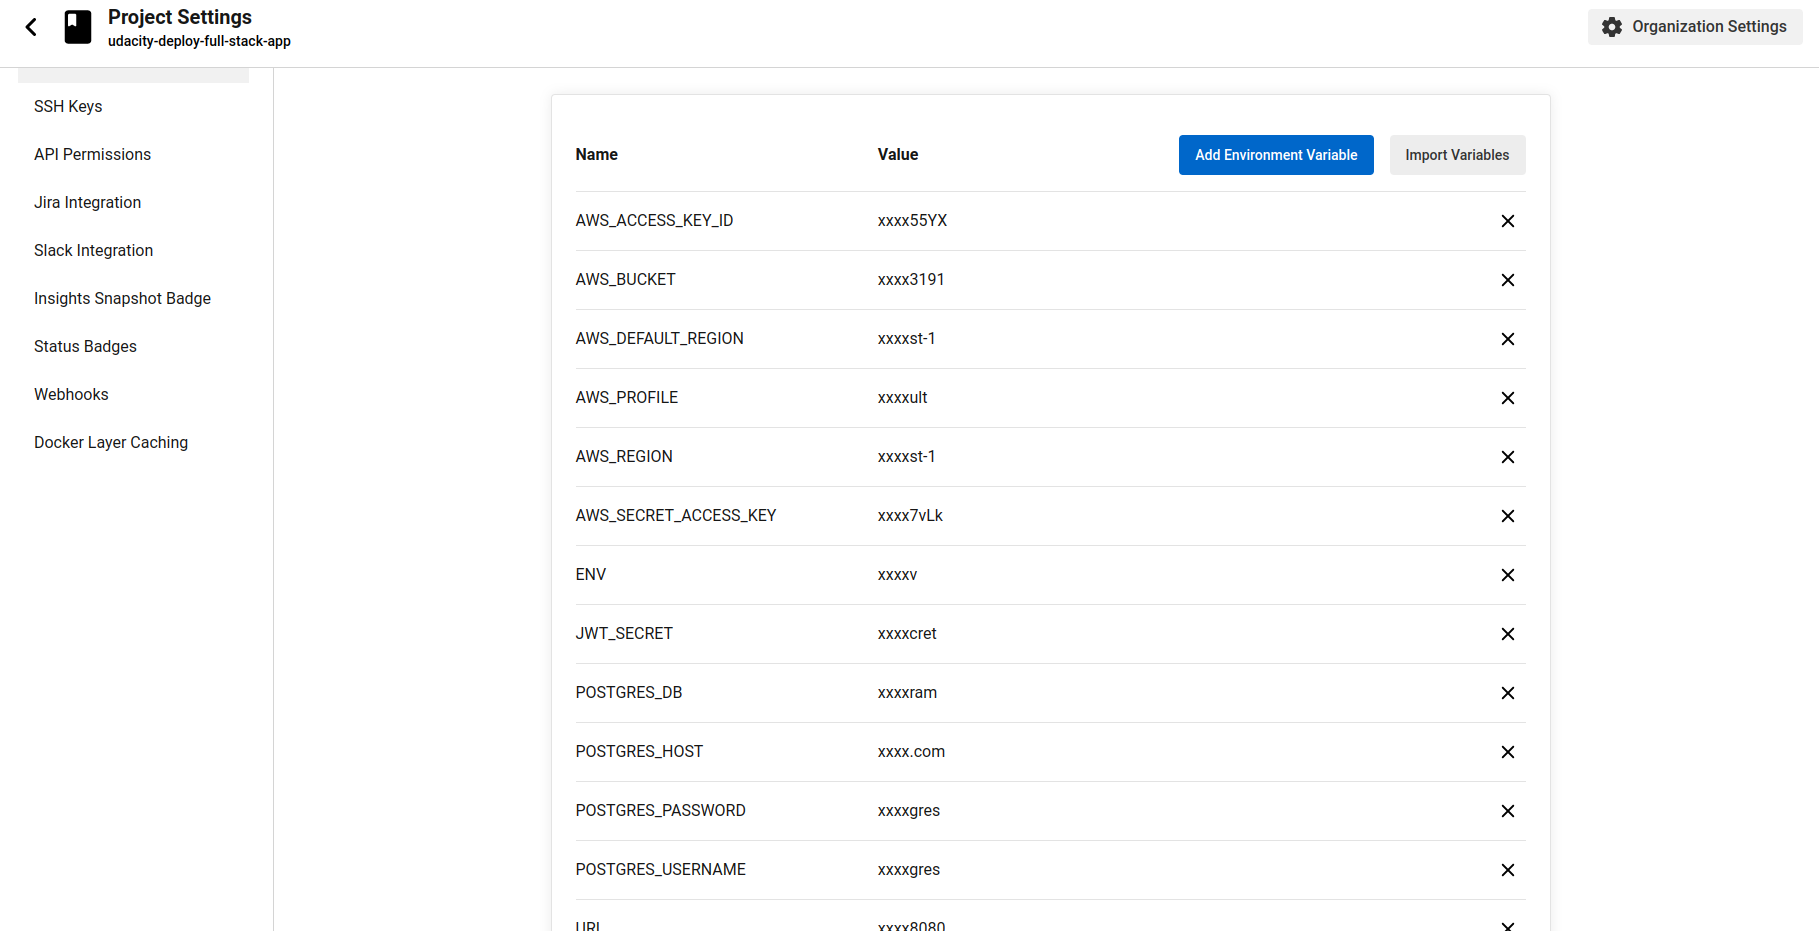 Project Settings
udacity-deploy-full-stack-app
Organization Settings
SSH Keys
API Permissions
Jira Integration
Slack Integration
Insights Snapshot Badge
Status Badges
Webhooks
Docker Layer Caching
Name Value Add Environment Variable Import Variables
AWS_ACCESS_KEY_ID xxxx55YX
AWS_BUCKET xxxx3191
AWS_DEFAULT_REGION xxxxst-1
AWS_PROFILE xxxxult
AWS_REGION xxxxst-1
AWS_SECRET_ACCESS_KEY xxxx7vLk
ENV xxxxv
JWT_SECRET xxxxcret
POSTGRES_DB xxxxram
POSTGRES_HOST xxxx.com
POSTGRES_PASSWORD xxxxgres
POSTGRES_USERNAME xxxxgres
URL xxxx8080